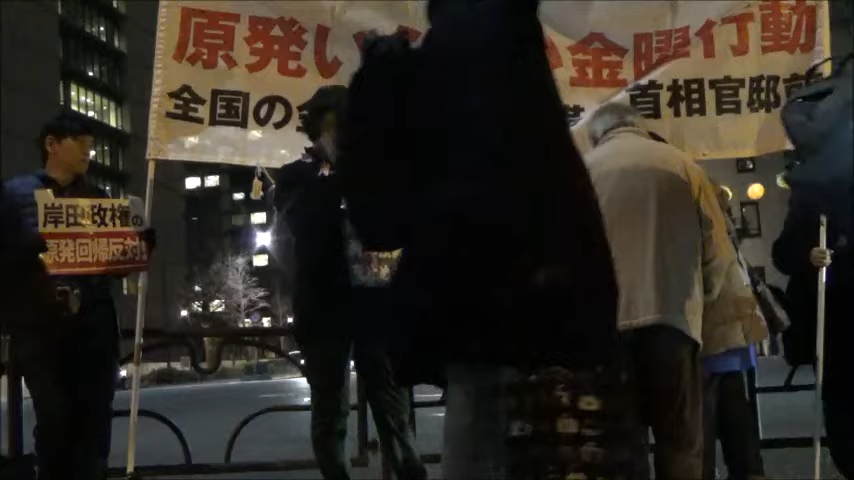 原発い 金曜行動
全国の 首相官邸前
岸田政権の
原発回帰反対!